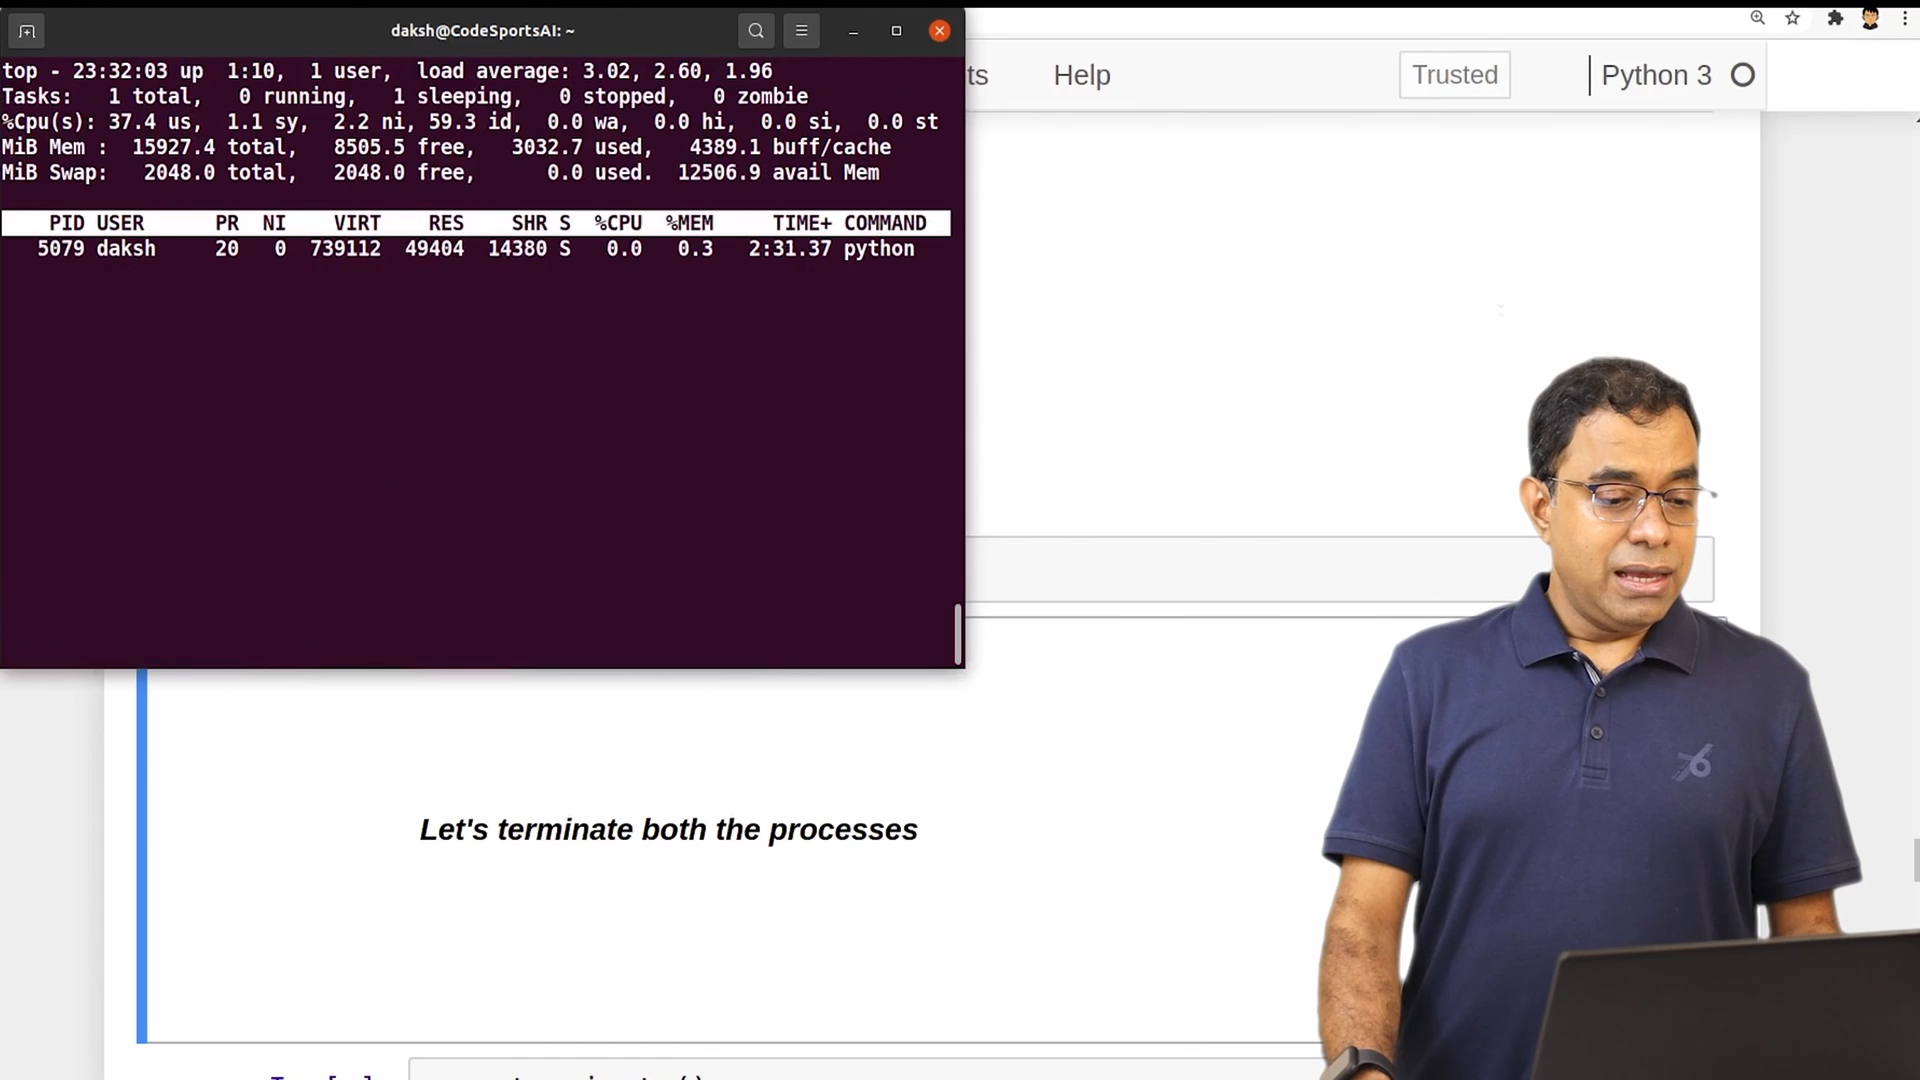 daksh@CodeSportsAI: ~
top - 23:32:03 up  1:10,  1 user,  load average: 3.02, 2.60, 1.96
Tasks:   1 total,   0 running,   1 sleeping,   0 stopped,   0 zombie
%Cpu(s): 37.4 us,  1.1 sy,  2.2 ni, 59.3 id,  0.0 wa,  0.0 hi,  0.0 si,  0.0 st
MiB Mem :  15927.4 total,   8505.5 free,   3032.7 used,   4389.1 buff/cache
MiB Swap:   2048.0 total,   2048.0 free,      0.0 used.  12506.9 avail Mem
PID USER      PR  NI    VIRT    RES    SHR S  %CPU  %MEM     TIME+ COMMAND
5079 daksh     20   0  739112  49404  14380 S   0.0   0.3   2:31.37 python
ts Help Trusted Python 3
76
Let's terminate both the processes